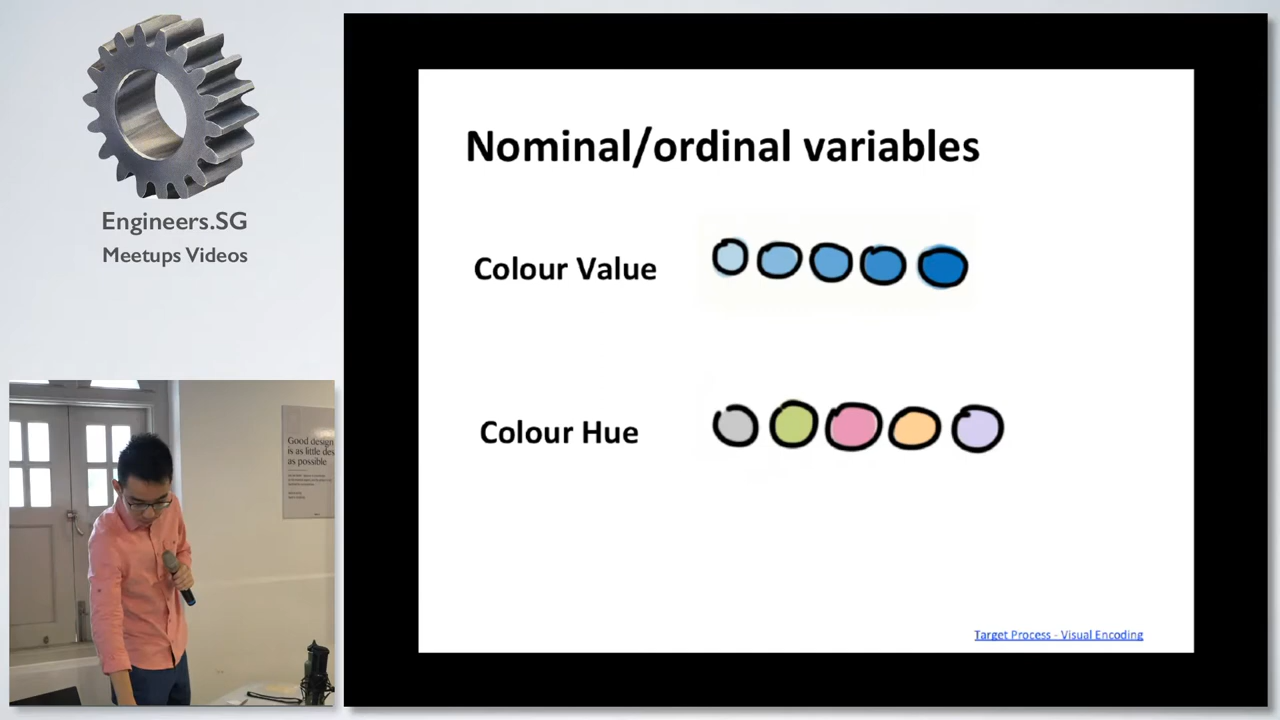 Engineers.SG
Meetups Videos
Nominal/ordinal variables
Colour Value
Colour Hue
Target Process - Visual Encoding
Good design
is as little des
as possible